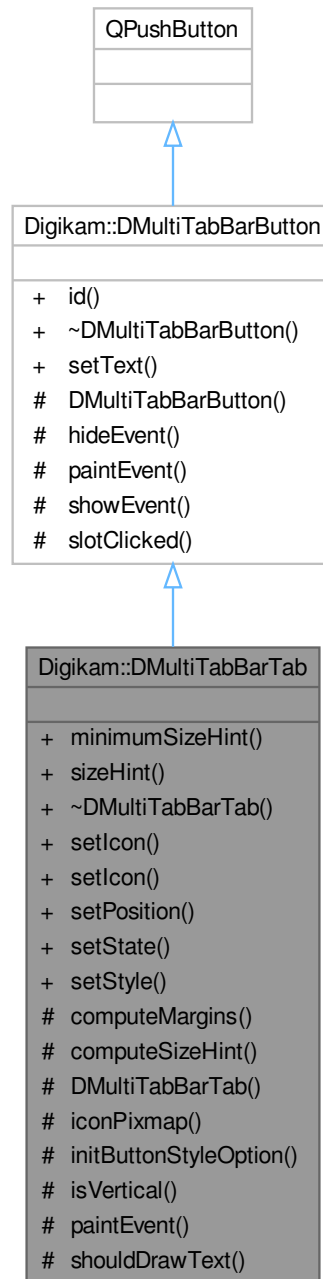 QPushButton
Digikam::DMultiTabBarButton
+ id()
+ ~DMultiTabBarButton()
+ setText()
# DMultiTabBarButton()
# hideEvent()
# paintEvent()
# showEvent()
# slotClicked()
Digikam::DMultiTabBarTab
+ minimumSizeHint()
+ sizeHint()
+ ~DMultiTabBarTab()
+ setIcon()
+ setIcon()
+ setPosition()
+ setState()
+ setStyle()
# computeMargins()
# computeSizeHint()
# DMultiTabBarTab()
# iconPixmap()
# initButtonStyleOption()
# isVertical()
# paintEvent()
# shouldDrawText()